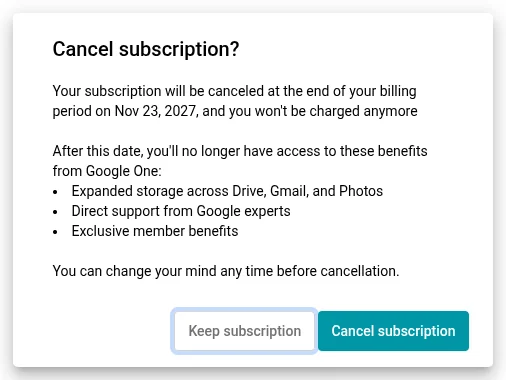 Cancel subscription?
Your subscription will be canceled at the end of your billing
period on Nov 23, 2027, and you won't be charged anymore
After this date, you'll no longer have access to these benefits
from Google One:
• Expanded storage across Drive, Gmail, and Photos
• Direct support from Google experts
• Exclusive member benefits
You can change your mind any time before cancellation.
Keep subscription Cancel subscription